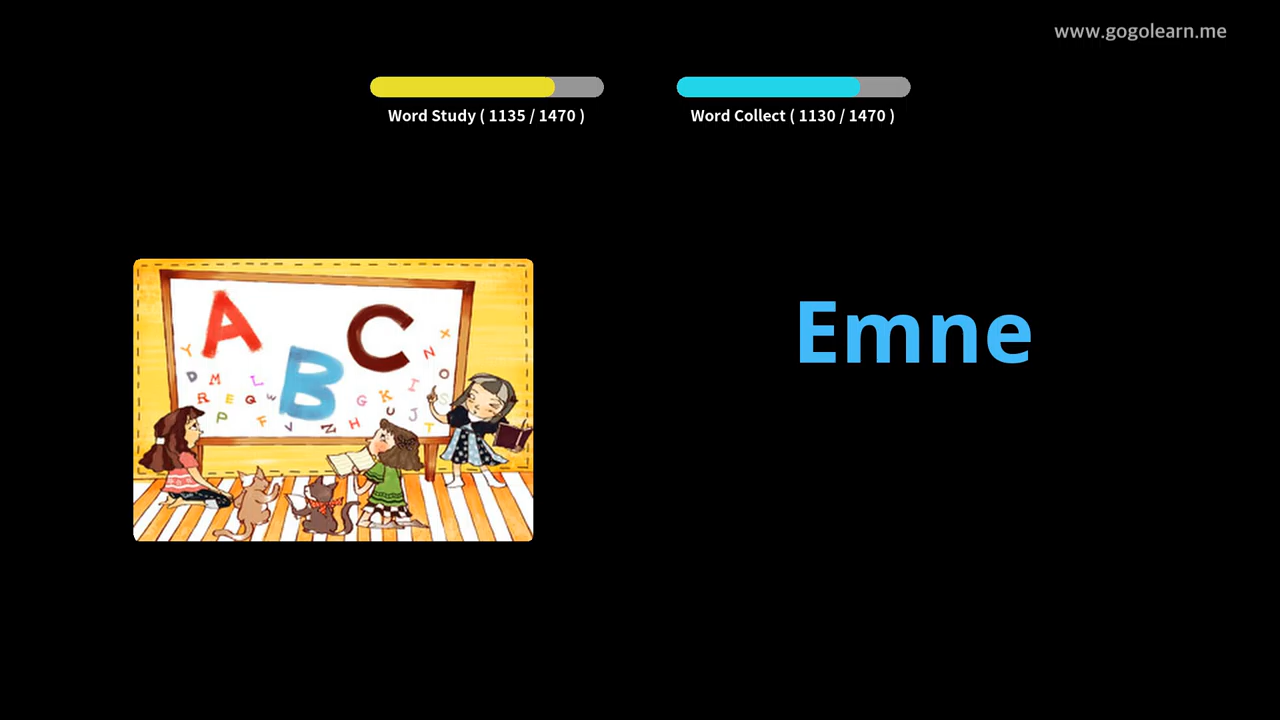 www.gogolearn.me
Word Study ( 1135 / 1470 )
Word Collect ( 1130 / 1470 )
Emne
A
B
C
Y
X
N
D
M
L
O
R
E
Q
W
G
K
I
S
P
F
V
Z
H
U
J
T